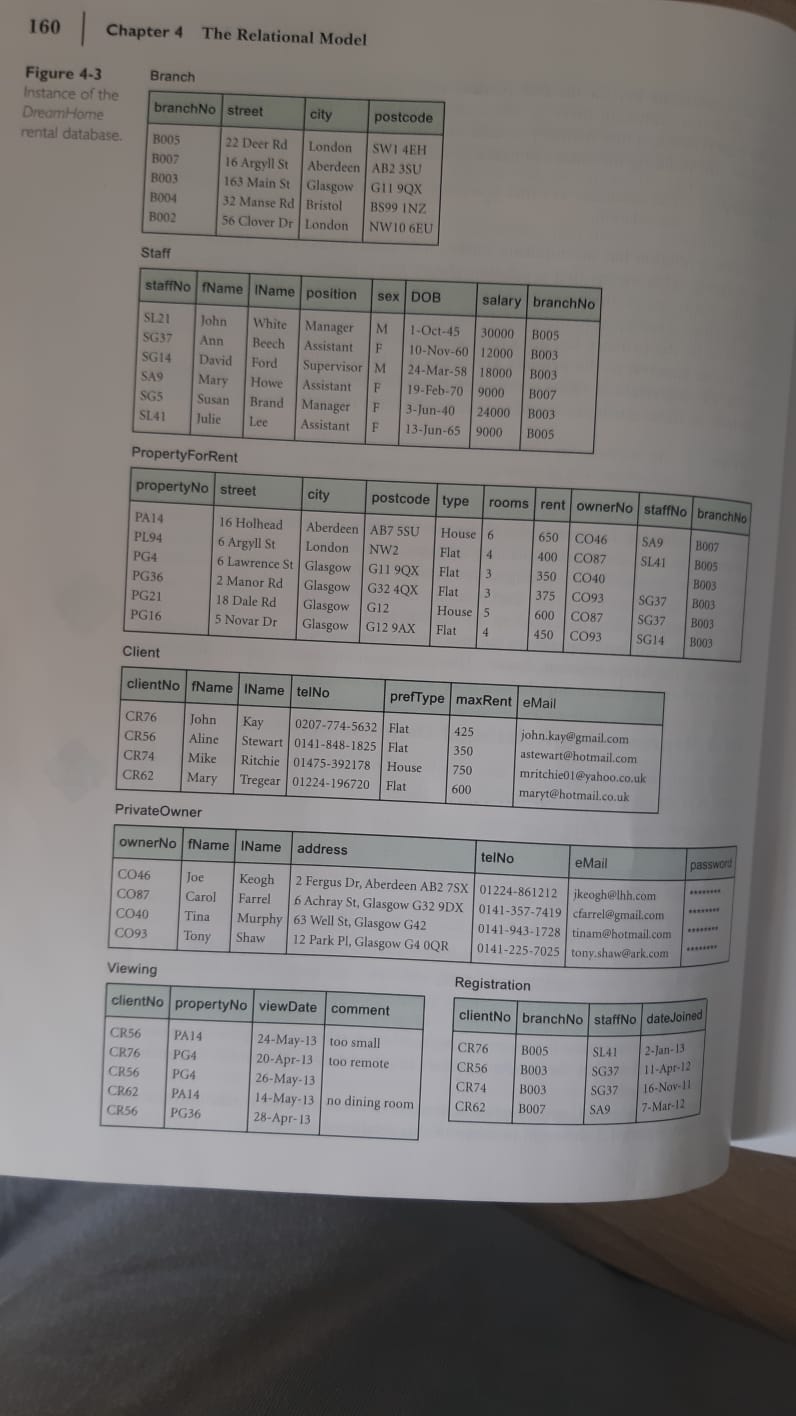 160 Chapter 4 The Relational Model
Figure 4-3
Instance of the
DreamHome
rental database.
Branch
branchNo street city postcode
B005 22 Deer Rd London SW1 4EH
B007 16 Argyll St Aberdeen AB2 3SU
B003 163 Main St Glasgow G11 9QX
B004 32 Manse Rd Bristol BS99 1NZ
B002 56 Clover Dr London NW10 6EU
Staff
staffNo fName lName position sex DOB salary branchNo
SL21 John White Manager M 1-Oct-45 30000 B005
SG37 Ann Beech Assistant F 10-Nov-60 12000 B003
SG14 David Ford Supervisor M 24-Mar-58 18000 B003
SA9 Mary Howe Assistant F 19-Feb-70 9000 B007
SG5 Susan Brand Manager F 3-Jun-40 24000 B003
SL41 Julie Lee Assistant F 13-Jun-65 9000 B005
PropertyForRent
propertyNo street city postcode type rooms rent ownerNo staffNo branchNo
PA14 16 Holhead Aberdeen AB7 5SU House 6 650 CO46 SA9 B007
PL94 6 Argyll St London NW2 Flat 4 400 CO87 SL41 B005
PG4 6 Lawrence St Glasgow G11 9QX Flat 3 350 CO40 B003
PG36 2 Manor Rd Glasgow G32 4QX Flat 3 375 CO93 SG37 B003
PG21 18 Dale Rd Glasgow G12 House 5 600 CO87 SG37 B003
PG16 5 Novar Dr Glasgow G12 9AX Flat 4 450 CO93 SG14 B003
Client
clientNo fName lName telNo prefType maxRent eMail
CR76 John Kay 0207-774-5632 Flat 425 john.kay@gmail.com
CR56 Aline Stewart 0141-848-1825 Flat 350 astewart@hotmail.com
CR74 Mike Ritchie 01475-392178 House 750 mritchie01@yahoo.co.uk
CR62 Mary Tregear 01224-196720 Flat 600 maryt@hotmail.co.uk
PrivateOwner
ownerNo fName lName address telNo eMail password
CO46 Joe Keogh 2 Fergus Dr, Aberdeen AB2 7SX 01224-861212 jkeogh@lhh.com ********
CO87 Carol Farrel 6 Achray St, Glasgow G32 9DX 0141-357-7419 cfarrel@gmail.com ********
CO40 Tina Murphy 63 Well St, Glasgow G42 0141-943-1728 tinam@hotmail.com ********
CO93 Tony Shaw 12 Park Pl, Glasgow G4 0QR 0141-225-7025 tony.shaw@ark.com ********
Viewing
clientNo propertyNo viewDate comment
CR56 PA14 24-May-13 too small
CR76 PG4 20-Apr-13 too remote
CR56 PG4 26-May-13
CR62 PA14 14-May-13 no dining room
CR56 PG36 28-Apr-13
Registration
clientNo branchNo staffNo dateJoined
CR76 B005 SL41 2-Jan-13
CR56 B003 SG37 11-Apr-12
CR74 B003 SG37 16-Nov-11
CR62 B007 SA9 7-Mar-12